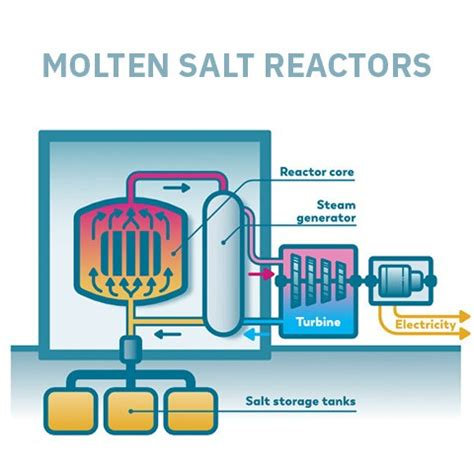 MOLTEN SALT REACTORS
Reactor core
Steam
generator
Turbine
Electricity
Salt storage tanks